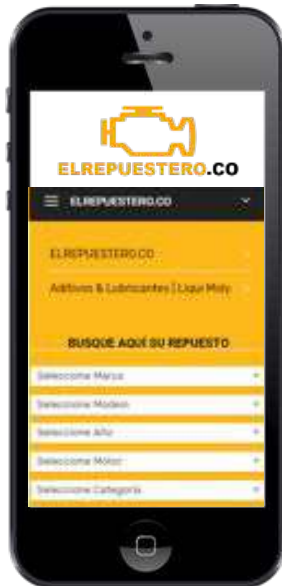 ELREPUESTERO.CO
ELREPUESTERO.CO
ELREPUESTERO.CO
Aditivos & Lubricantes | Liqui Moly
BUSQUE AQUÍ SU REPUESTO
Seleccione Marca
Seleccione Modelo
Seleccione Año
Seleccione Motor
Seleccione Categoría